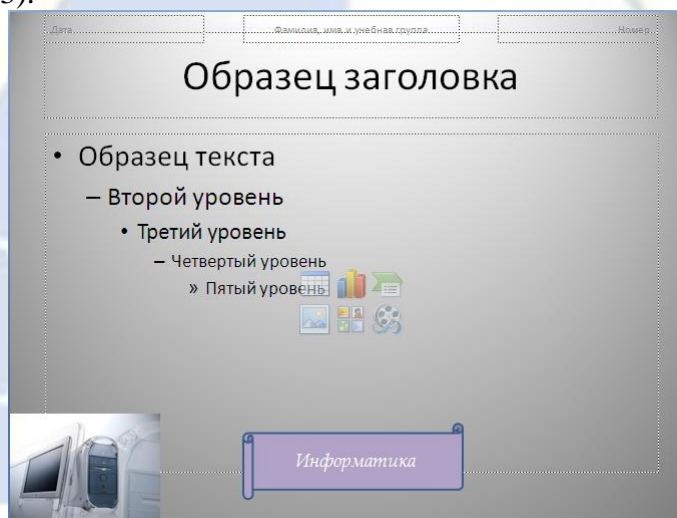 3).
Дата
Фамилия, имя и учебная группа
Номер
Образец заголовка
• Образец текста
– Второй уровень
• Третий уровень
– Четвертый уровень
» Пятый уровень
Информатика